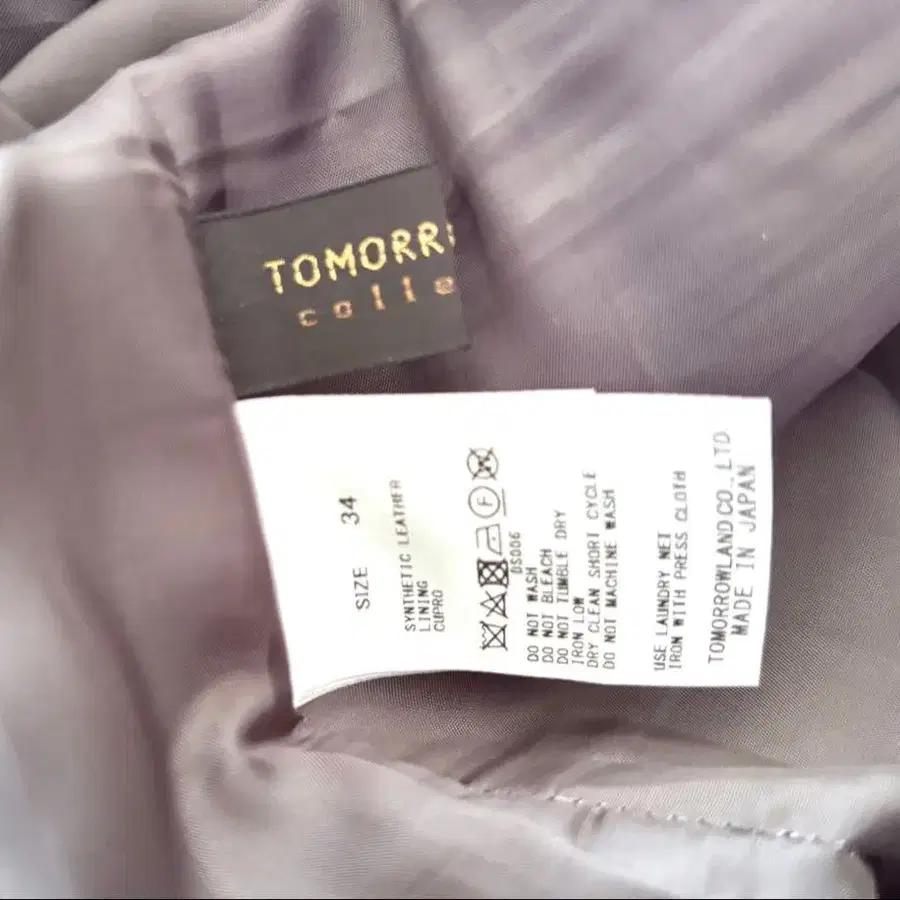 TOMORR
colle
SIZE 34
SYNTHETIC LEATHER
LINING
CUPRO
DS006
DO NOT WASH
DO NOT BLEACH
DO NOT TUMBLE DRY
IRON LOW
DRY CLEAN SHORT CYCLE
DO NOT MACHINE WASH
USE LAUNDRY NET
IRON WITH PRESS CLOTH
TOMORROWLAND CO.,LTD
MADE IN JAPAN